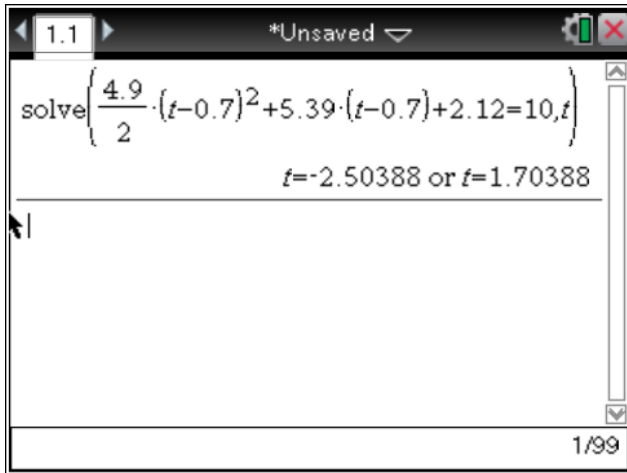 1.1 *Unsaved
solve(4.9/2·(t-0.7)²+5.39·(t-0.7)+2.12=10,t)
t=-2.50388 or t=1.70388
1/99